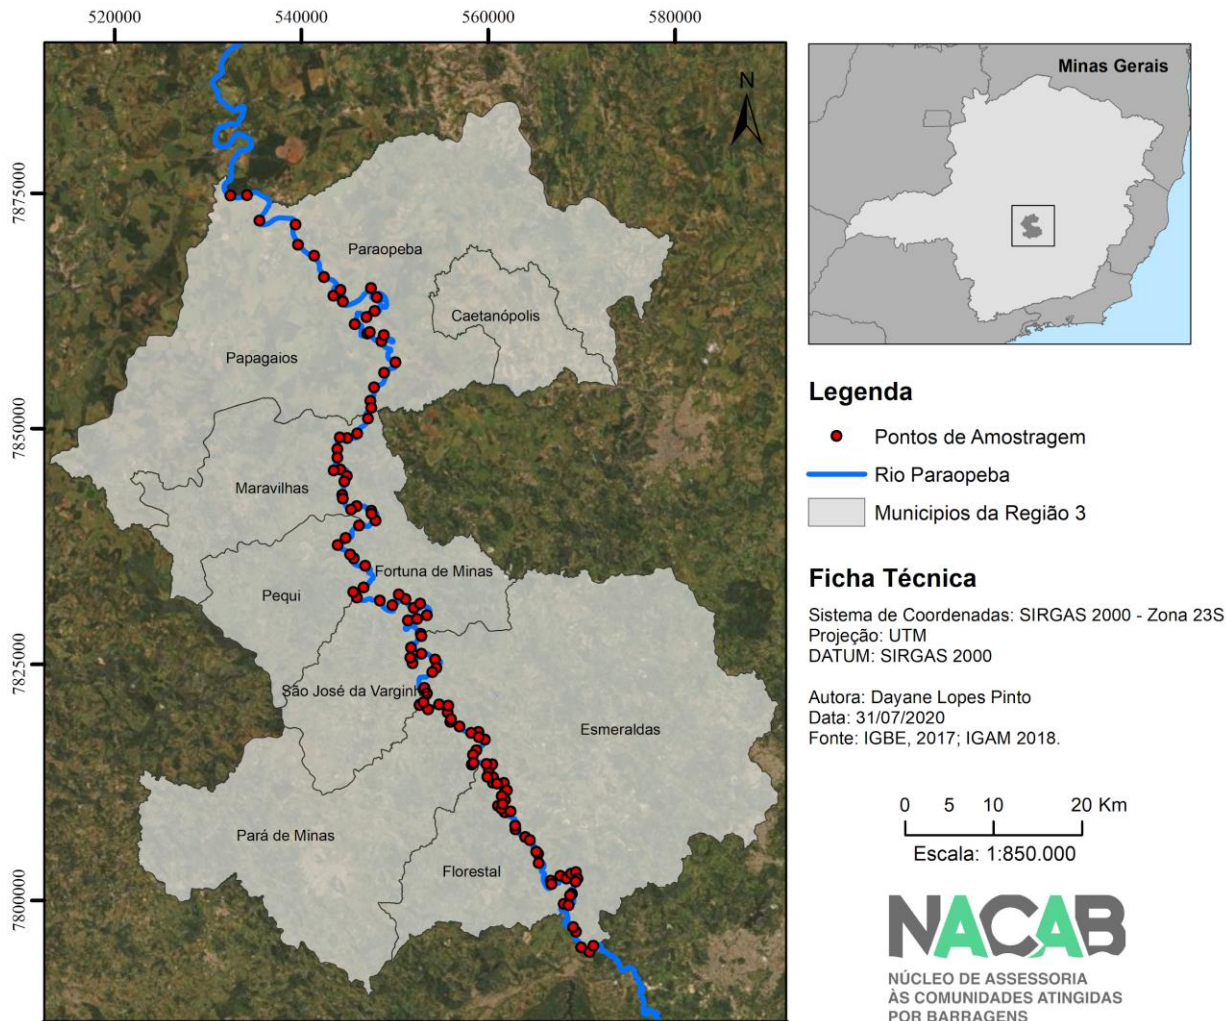 520000
540000
560000
580000
7875000
7850000
7825000
7800000
N
Paraopeba
Caetanópolis
Papagaios
Maravilhas
Fortuna de Minas
Pequi
São José da Varginh
Esmeraldas
Pará de Minas
Florestal
Minas Gerais
Legenda
Pontos de Amostragem
Rio Paraopeba
Municipios da Região 3
Ficha Técnica
Sistema de Coordenadas: SIRGAS 2000 - Zona 23S
Projeção: UTM
DATUM: SIRGAS 2000
Autora: Dayane Lopes Pinto
Data: 31/07/2020
Fonte: IGBE, 2017; IGAM 2018.
0 5 10 20 Km
Escala: 1:850.000
NACAB
NÚCLEO DE ASSESSORIA
ÀS COMUNIDADES ATINGIDAS
POR BARRAGENS